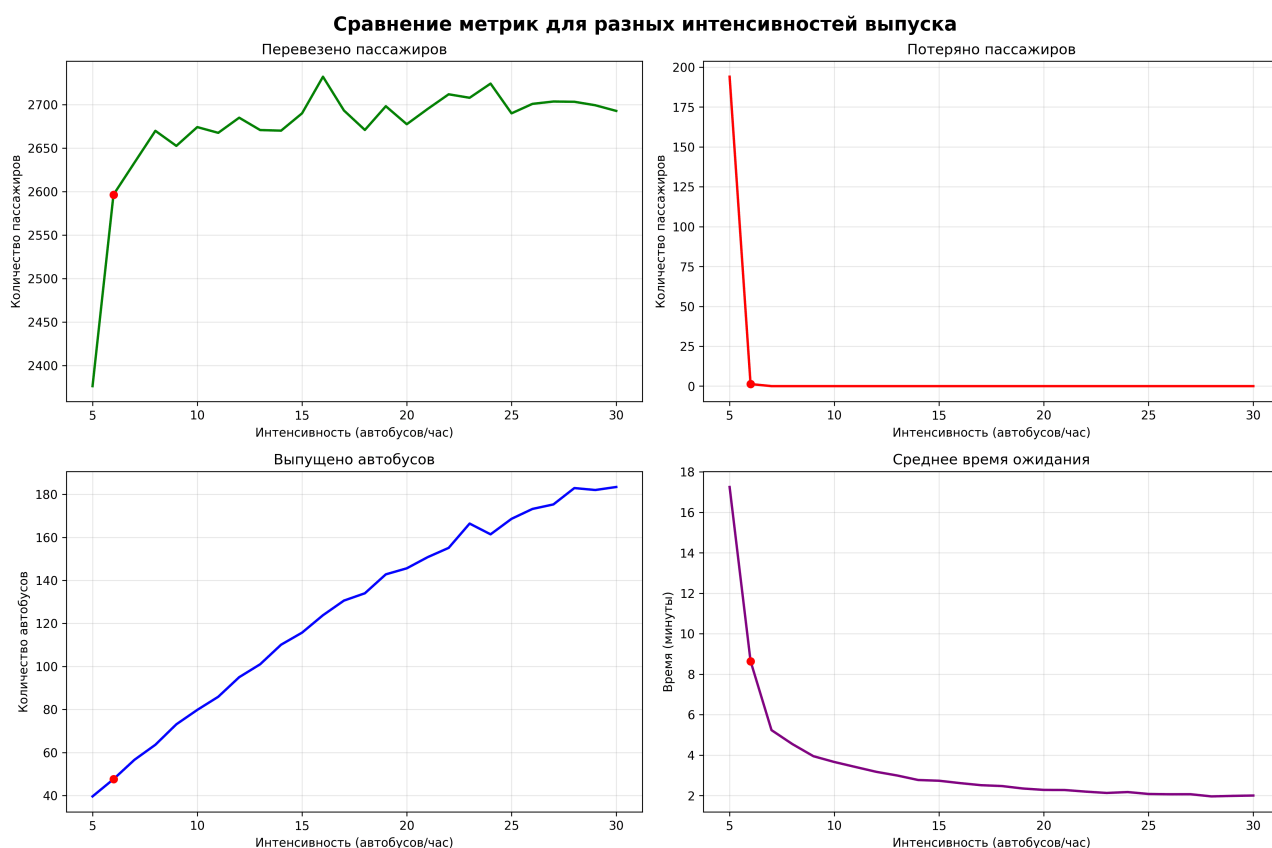 Сравнение метрик для разных интенсивностей выпуска
Перевезено пассажиров
Количество пассажиров
2700
2650
2600
2550
2500
2450
2400
5 10 15 20 25 30
Интенсивность (автобусов/час)
Потеряно пассажиров
Количество пассажиров
200
175
150
125
100
75
50
25
0
5 10 15 20 25 30
Интенсивность (автобусов/час)
Выпущено автобусов
Количество автобусов
180
160
140
120
100
80
60
40
5 10 15 20 25 30
Интенсивность (автобусов/час)
Среднее время ожидания
Время (минуты)
18
16
14
12
10
8
6
4
2
5 10 15 20 25 30
Интенсивность (автобусов/час)